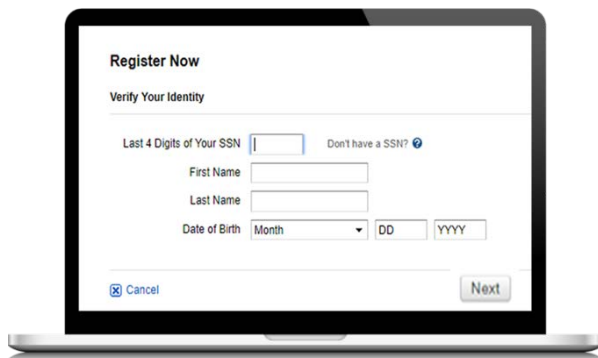 Register Now
Verify Your Identity
Last 4 Digits of Your SSN Don't have a SSN? ?
First Name
Last Name
Date of Birth Month DD YYYY
Cancel Next